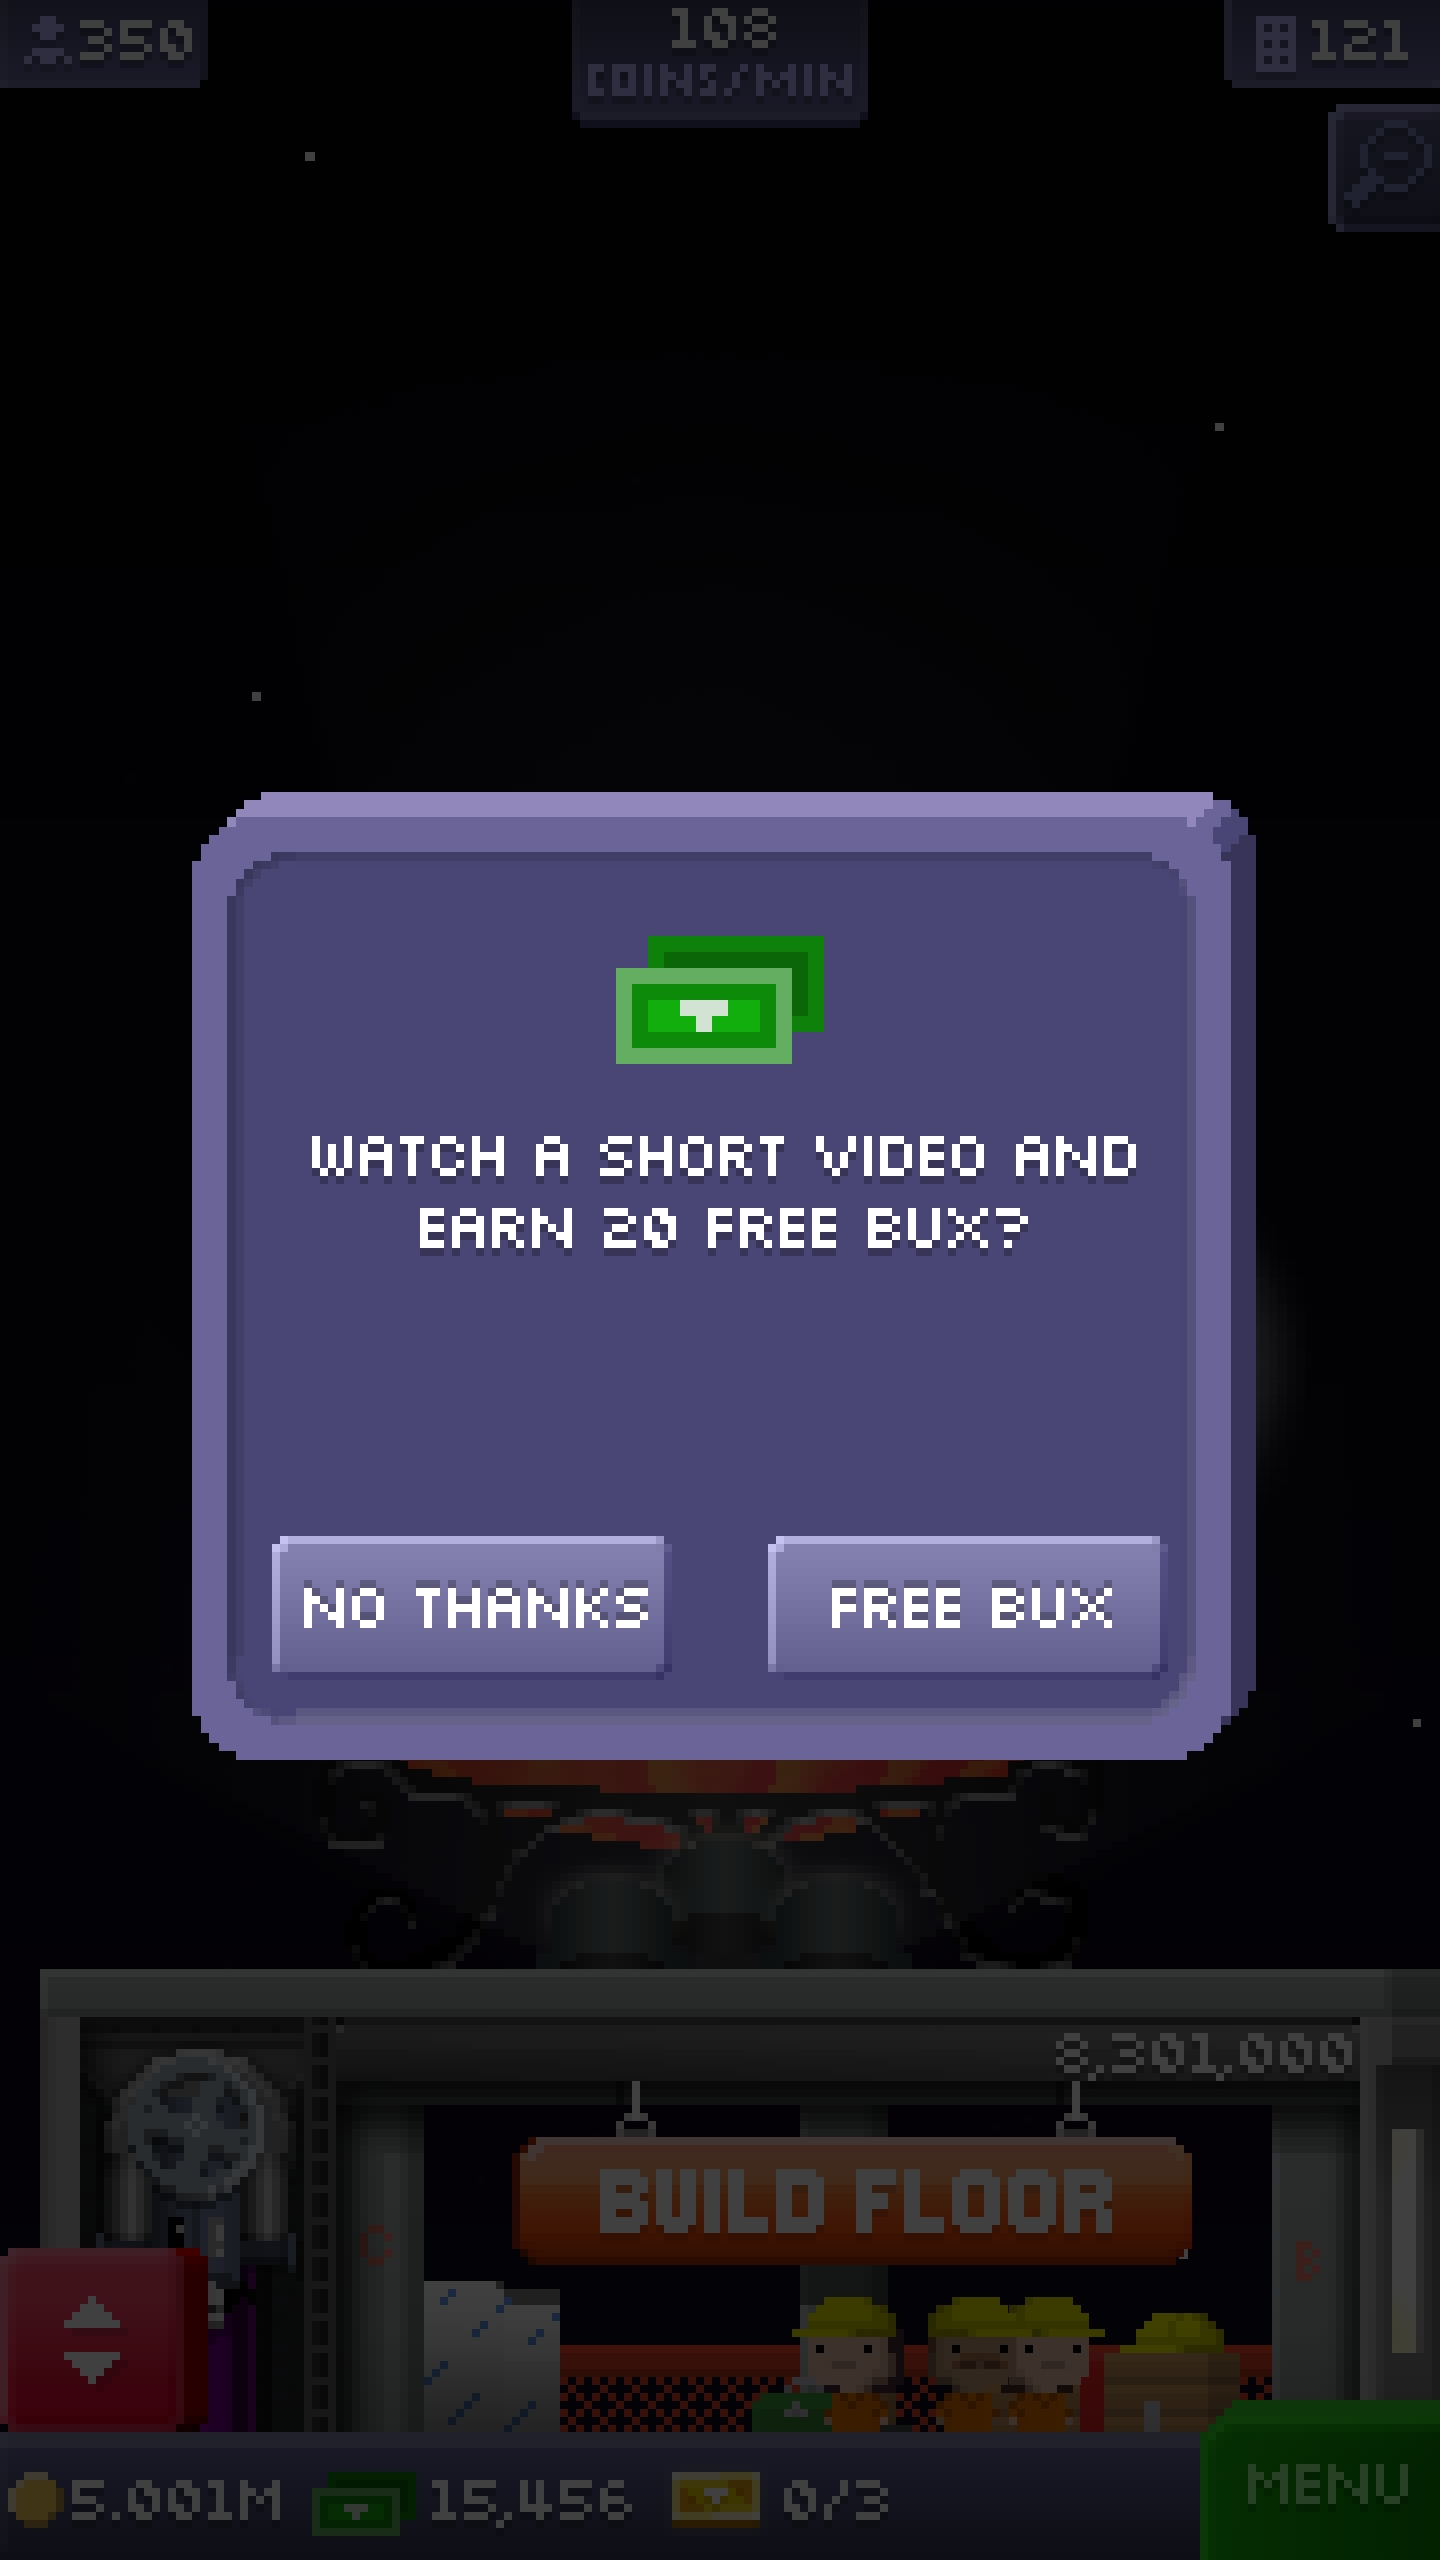 350
108
COINS/MIN
121
WATCH A SHORT VIDEO AND
EARN 20 FREE BUX?
NO THANKS
FREE BUX
8,301,000
BUILD FLOOR
C
B
5.001M
15,456
0/3
MENU